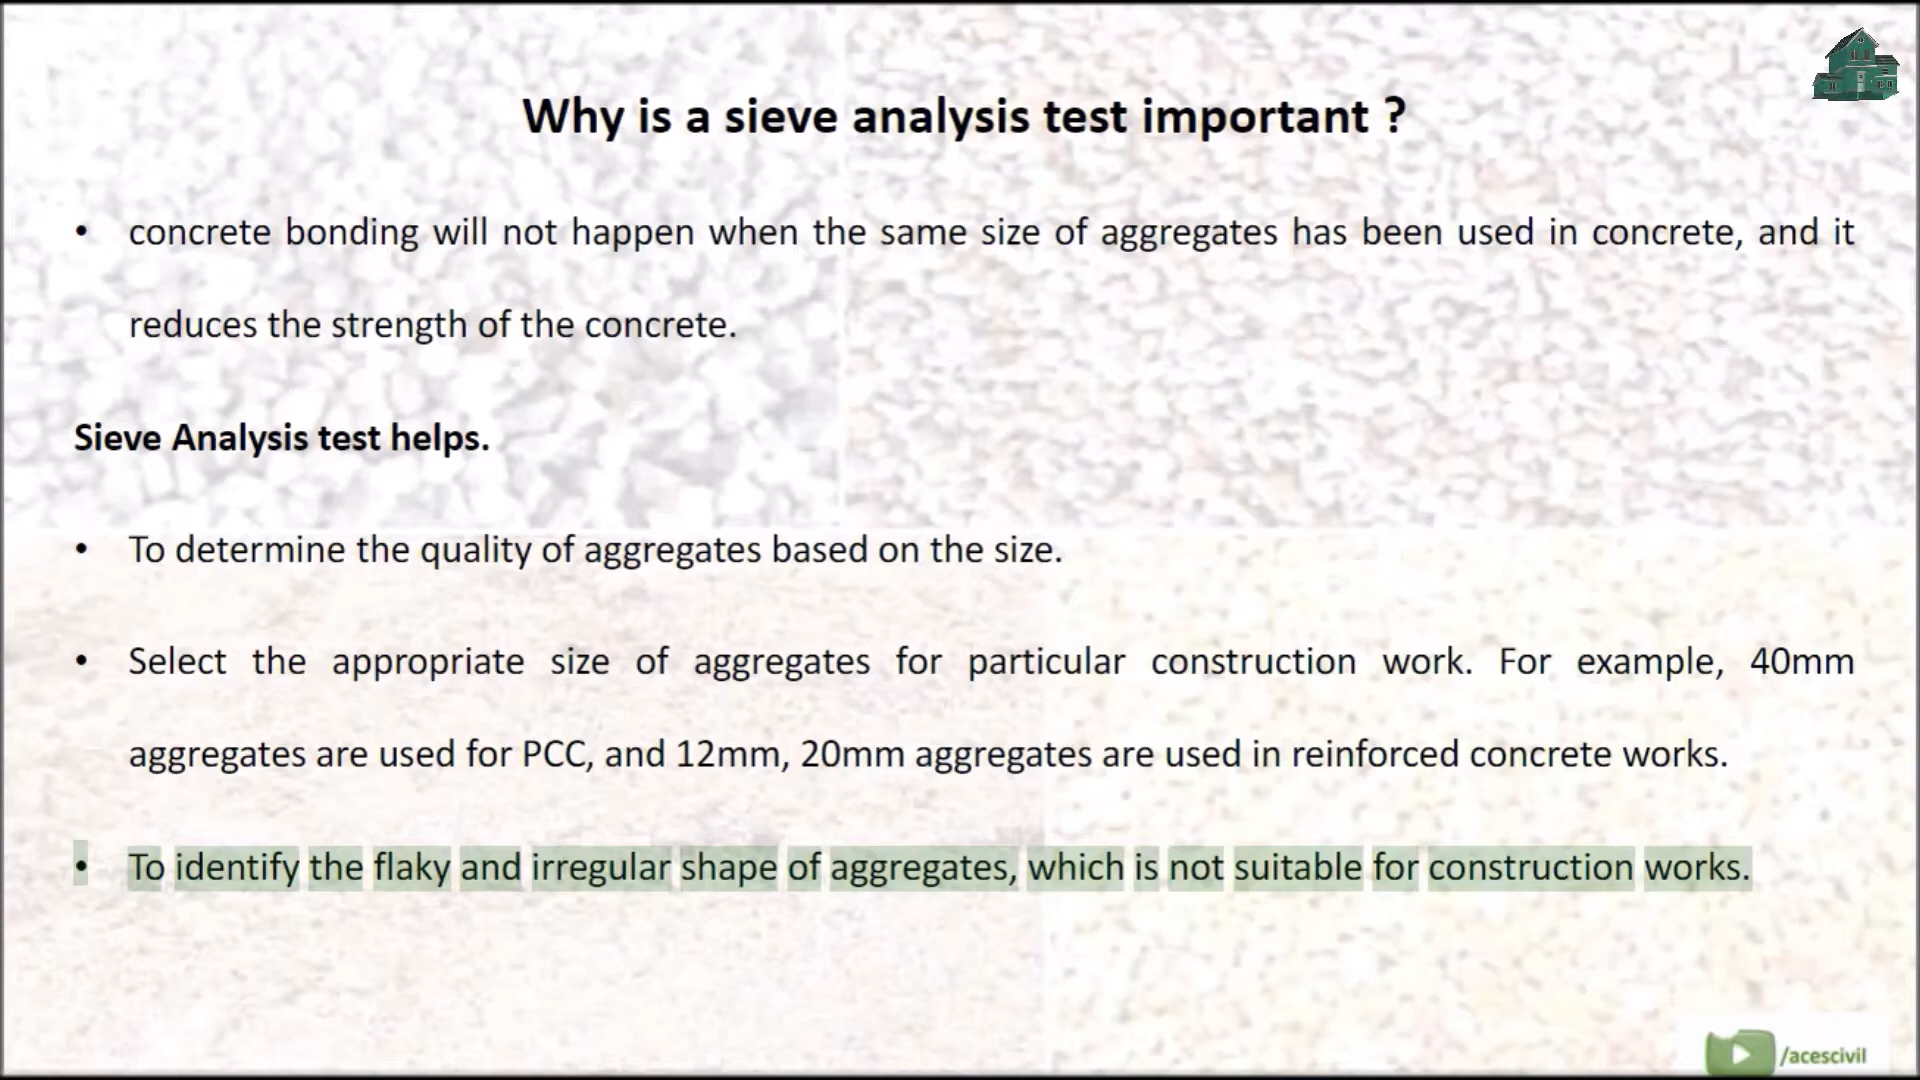 Why is a sieve analysis test important ?
• concrete bonding will not happen when the same size of aggregates has been used in concrete, and it
reduces the strength of the concrete.
Sieve Analysis test helps.
• To determine the quality of aggregates based on the size.
• Select the appropriate size of aggregates for particular construction work. For example, 40mm
aggregates are used for PCC, and 12mm, 20mm aggregates are used in reinforced concrete works.
• To identify the flaky and irregular shape of aggregates, which is not suitable for construction works.
/acescivil